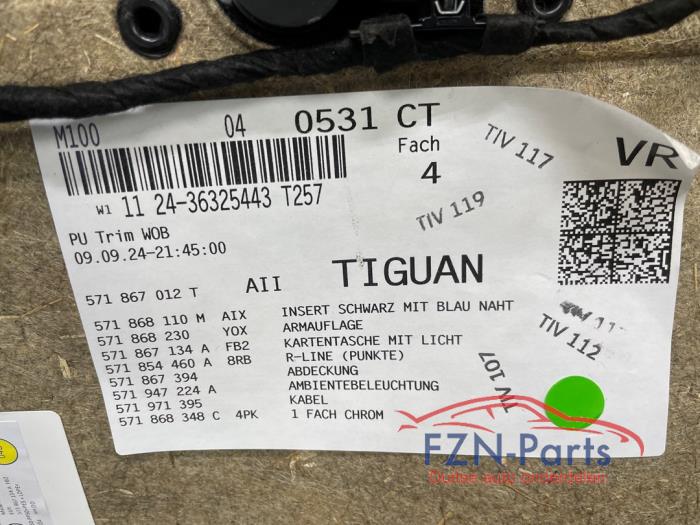 M100 04 0531 CT
Fach
4
VR
TIV 117
TIV 119
W1 11 24-36325443 T257
PU Trim WOB
09.09.24-21:45:00
571 867 012 T AII TIGUAN
571 868 110 M AIX INSERT SCHWARZ MIT BLAU NAHT
571 868 230 YOX ARMAUFLAGE
571 867 134 A FB2 KARTENTASCHE MIT LICHT
571 854 460 A 8RB R-LINE (PUNKTE)
571 867 394 ABDECKUNG
571 947 224 A AMBIENTEBELEUCHTUNG
571 971 395 KABEL
571 868 348 C 4PK 1 FACH CHROM
TIV 112
TIV 107
FZN-Parts
Duitse auto onderdelen